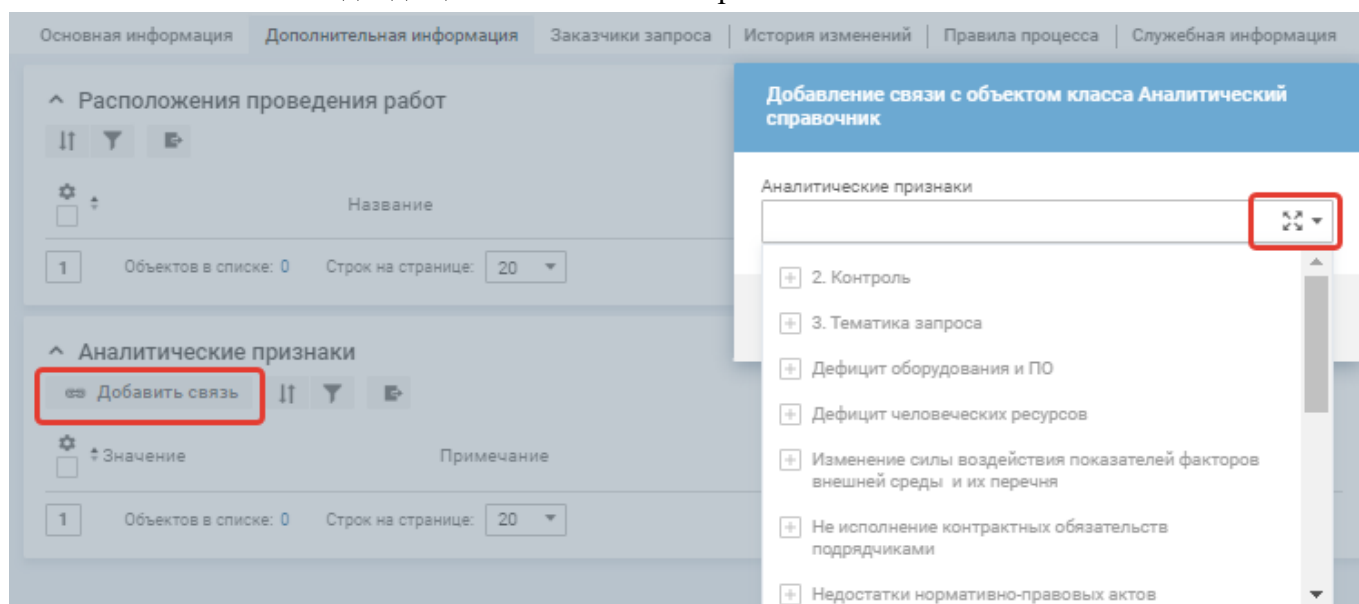 Основная информация Дополнительная информация Заказчики запроса История изменений Правила процесса Служебная информация
Расположения проведения работ
Название
1 Объектов в списке: 0 Строк на странице: 20
Аналитические признаки
Добавить связь
Значение Примечание
1 Объектов в списке: 0 Строк на странице: 20
Добавление связи с объектом класса Аналитический
справочник
Аналитические признаки
2. Контроль
3. Тематика запроса
Дефицит оборудования и ПО
Дефицит человеческих ресурсов
Изменение силы воздействия показателей факторов
внешней среды и их перечня
Не исполнение контрактных обязательств
подрядчиками
Недостатки нормативно-правовых актов